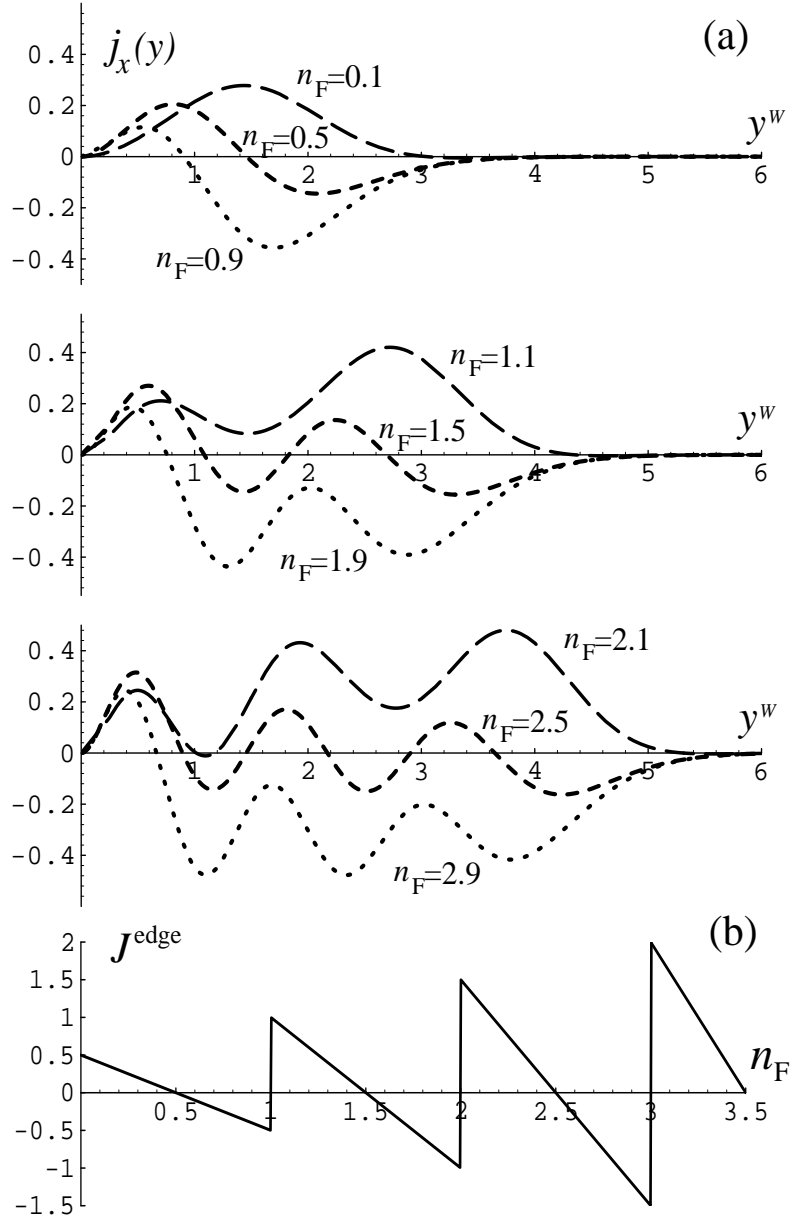 j_x(y)
(a)
0.4
n_F=0.1
0.2
n_F=0.5
y^W
0
1 2 3 4 5 6
-0.2
n_F=0.9
-0.4
0.4
n_F=1.1
0.2
n_F=1.5
y^W
0
1 2 3 4 5 6
-0.2
-0.4
n_F=1.9
0.4
n_F=2.1
0.2
n_F=2.5
y^W
0
1 2 3 4 5 6
-0.2
-0.4
n_F=2.9
J^edge
(b)
2
1.5
1
0.5
n_F
0
0.5 1 1.5 2 2.5 3 3.5
-0.5
-1
-1.5